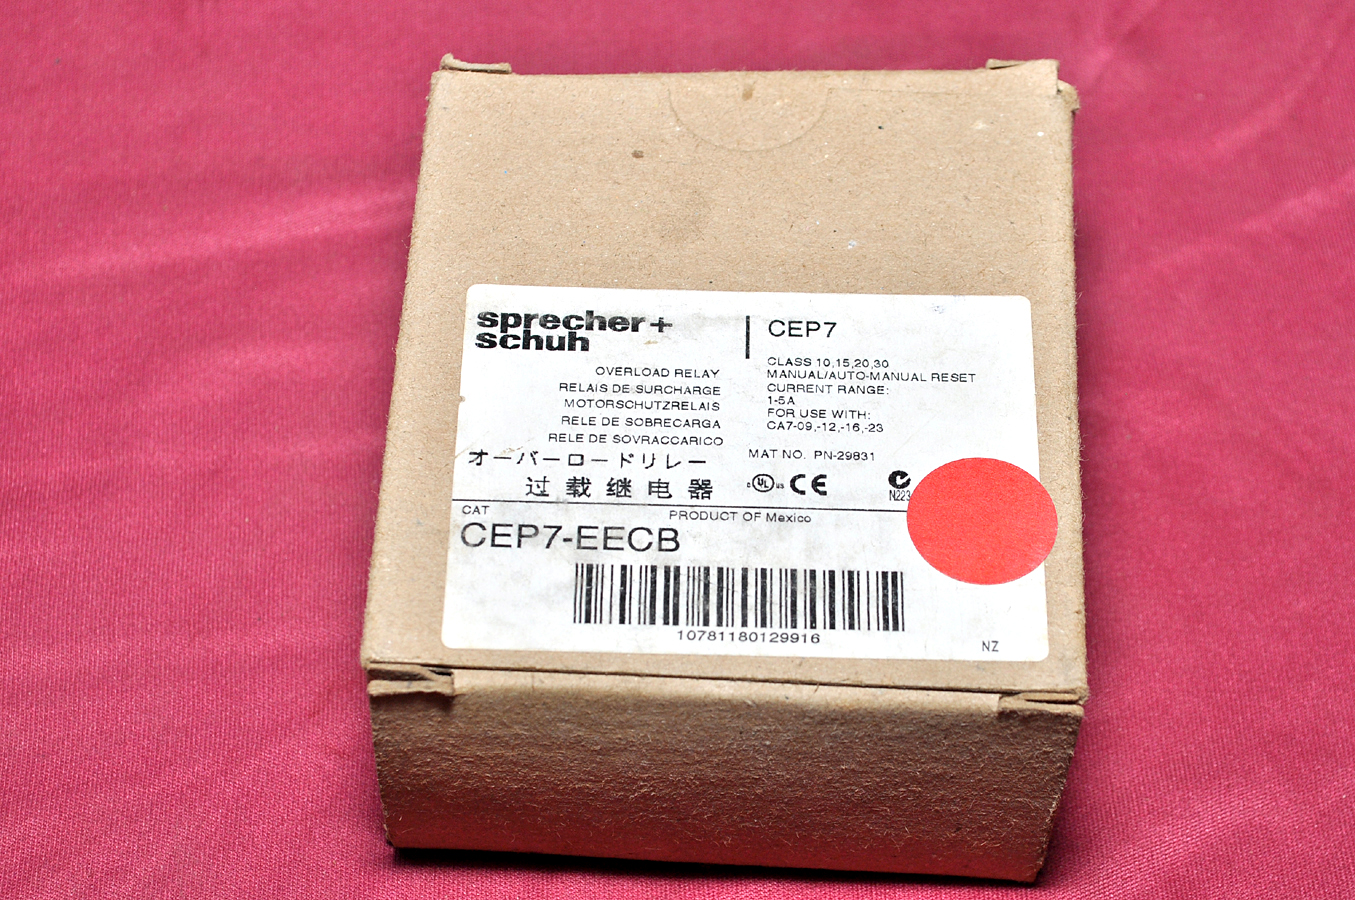 sprecher+
schuh
OVERLOAD RELAY
RELAIS DE SURCHARGE
MOTORSCHUTZRELAIS
RELE DE SOBRECARGA
RELE DE SOVRACCARICO
オーバーロードリレー
过载继电器
CEP7
CLASS 10,15,20,30
MANUAL/AUTO-MANUAL RESET
CURRENT RANGE:
1-5A
FOR USE WITH:
CA7-09,-12,-16,-23
MAT NO. PN-29831
c UL us CE
N223
CAT
PRODUCT OF Mexico
CEP7-EECB
10781180129916
NZ